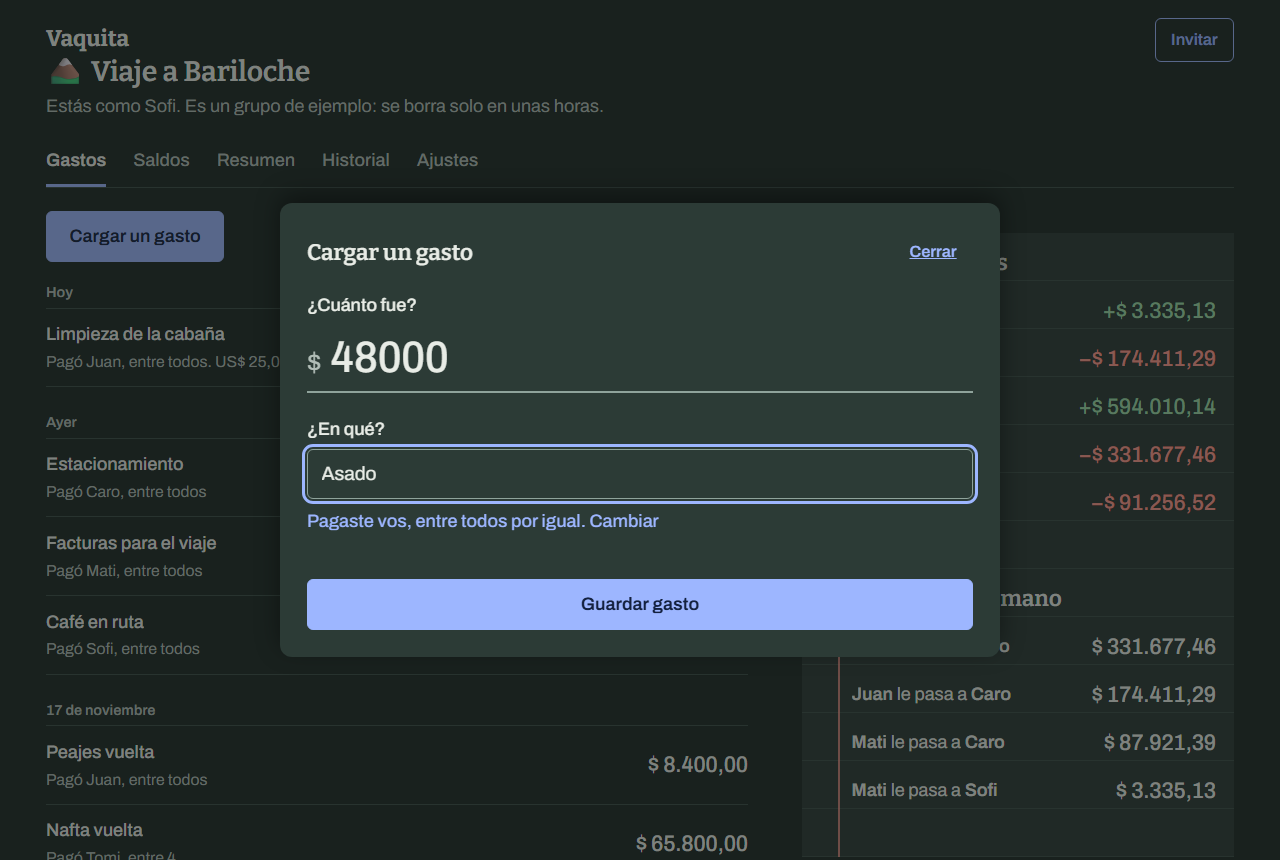 Vaquita
Invitar
Viaje a Bariloche
Estás como Sofi. Es un grupo de ejemplo: se borra solo en unas horas.
Gastos Saldos Resumen Historial Ajustes
Cargar un gasto
Hoy
Limpieza de la cabaña
Pagó Juan, entre todos. US$ 25,0
Ayer
Estacionamiento
Pagó Caro, entre todos
Facturas para el viaje
Pagó Mati, entre todos
Café en ruta
Pagó Sofi, entre todos
17 de noviembre
Peajes vuelta
Pagó Juan, entre todos
$ 8.400,00
Nafta vuelta
Pagó Tomi, entre 4
$ 65.800,00
Cargar un gasto
Cerrar
¿Cuánto fue?
$ 48000
¿En qué?
Asado
Pagaste vos, entre todos por igual. Cambiar
Guardar gasto
s
+$ 3.335,13
−$ 174.411,29
+$ 594.010,14
−$ 331.677,46
−$ 91.256,52
mano
o $ 331.677,46
Juan le pasa a Caro $ 174.411,29
Mati le pasa a Caro $ 87.921,39
Mati le pasa a Sofi $ 3.335,13